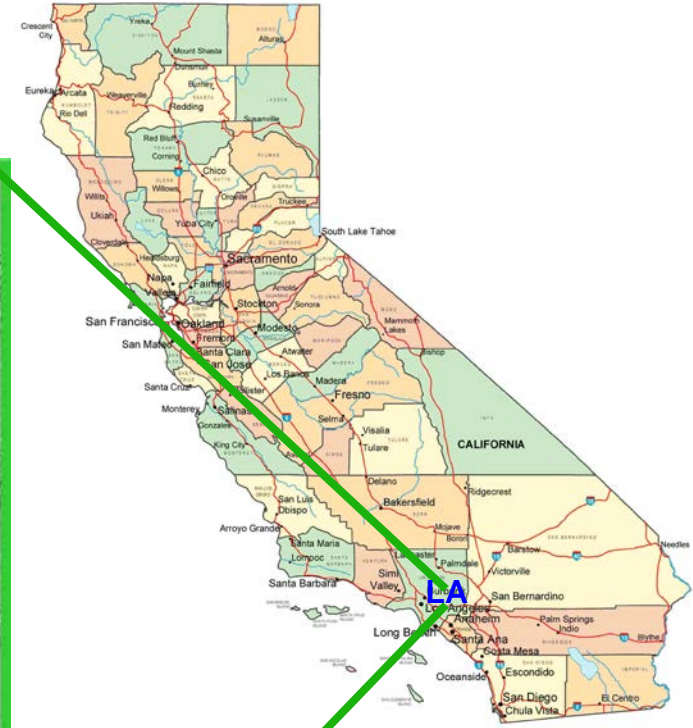 Yreka
Crescent
City
Alturas
Mount Shasta
Dunsmuir
Burney
Eureka
Arcata
Weaverville
Redding
Rio Dell
Susanville
Red Bluff
Corning
Chico
Willows
Willits
Oroville
Truckee
Ukiah
Yuba City
Cloverdale
South Lake Tahoe
Healdsburg
Sacramento
Napa
Fairfield
Vallejo
Arnold
Stockton
Sonora
San Francisco
Oakland
Modesto
Mammoth
Lakes
San Mateo
Fremont
Santa Clara
Atwater
Bishop
San Jose
Los Banos
Madera
Santa Cruz
Hollister
Fresno
Monterey
Salinas
Selma
Gonzales
Visalia
King City
Tulare
CALIFORNIA
Delano
San Luis
Obispo
Bakersfield
Ridgecrest
Arroyo Grande
Mojave
Boron
Santa Maria
Lancaster
Barstow
Needles
Lompoc
Palmdale
Simi
Valley
Victorville
Santa Barbara
Burbank
LA
San Bernardino
Los Angeles
Anaheim
Palm Springs
Long Beach
Indio
Santa Ana
Blythe
Costa Mesa
Oceanside
Escondido
San Diego
El Centro
Chula Vista